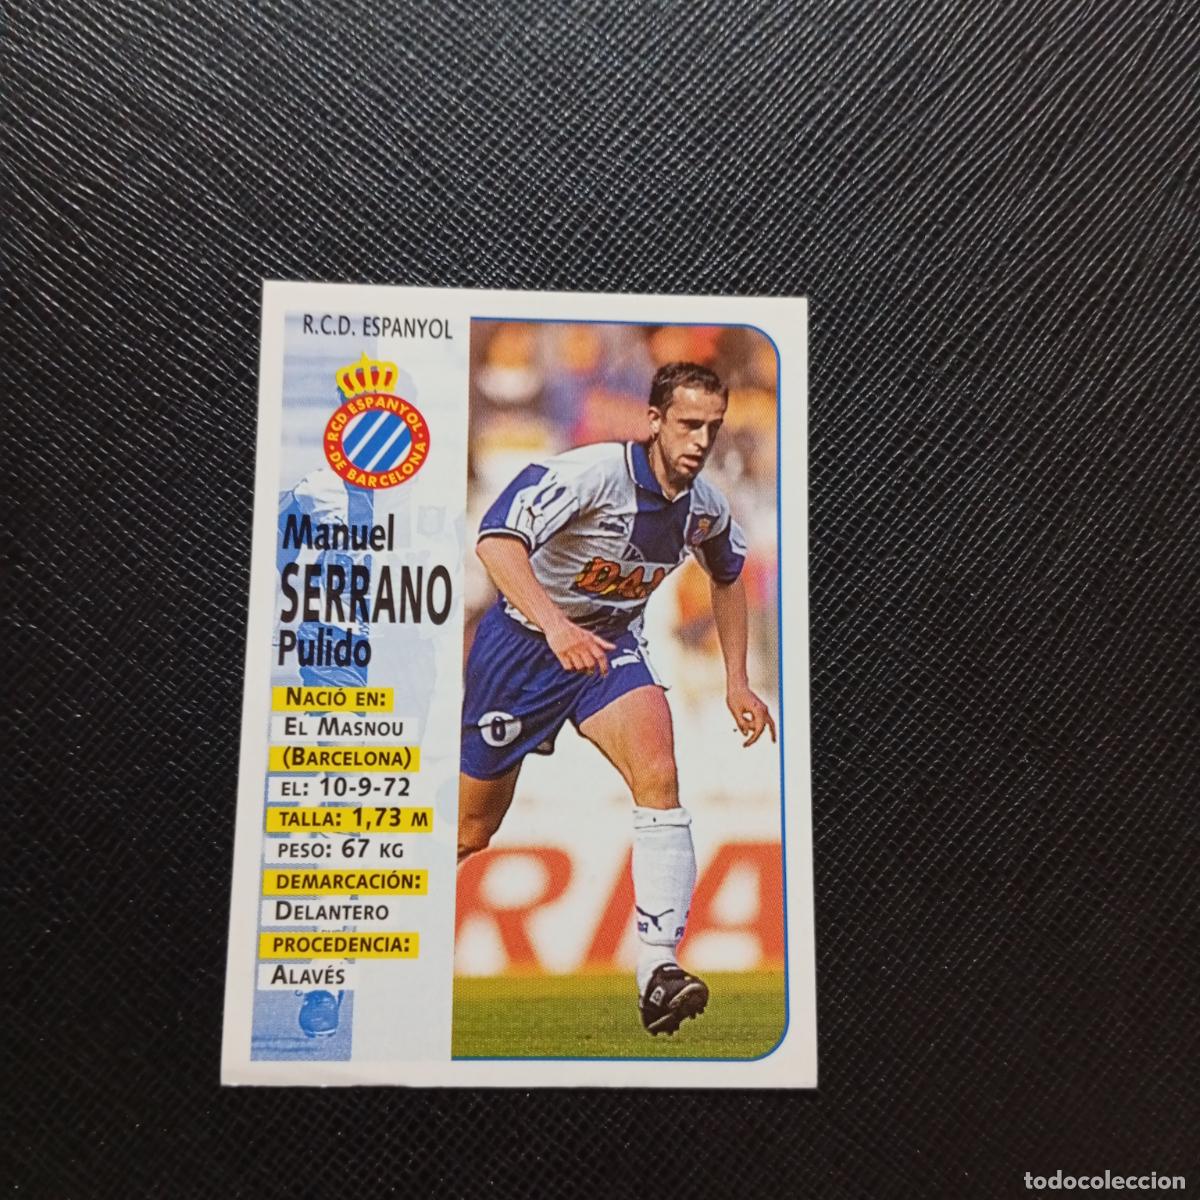 R.C.D. ESPANYOL
RCD ESPANYOL
DE BARCELONA
Manuel
SERRANO
Pulido
NACIÓ EN:
EL MASNOU
(BARCELONA)
EL: 10-9-72
TALLA: 1,73 M
PESO: 67 KG
DEMARCACIÓN:
DELANTERO
PROCEDENCIA:
ALAVÉS
RIA
todocoleccion